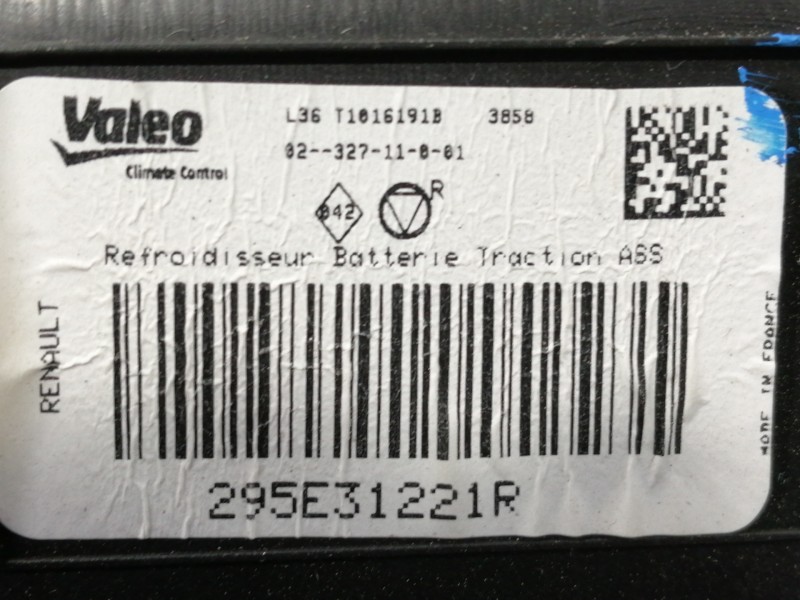 Valeo
Climate Control
L36 T1016191B 3858
02--327-11-0-01
042
R
Refroidisseur Batterie Traction ASS
RENAULT
MADE IN FRANCE
295E31221R